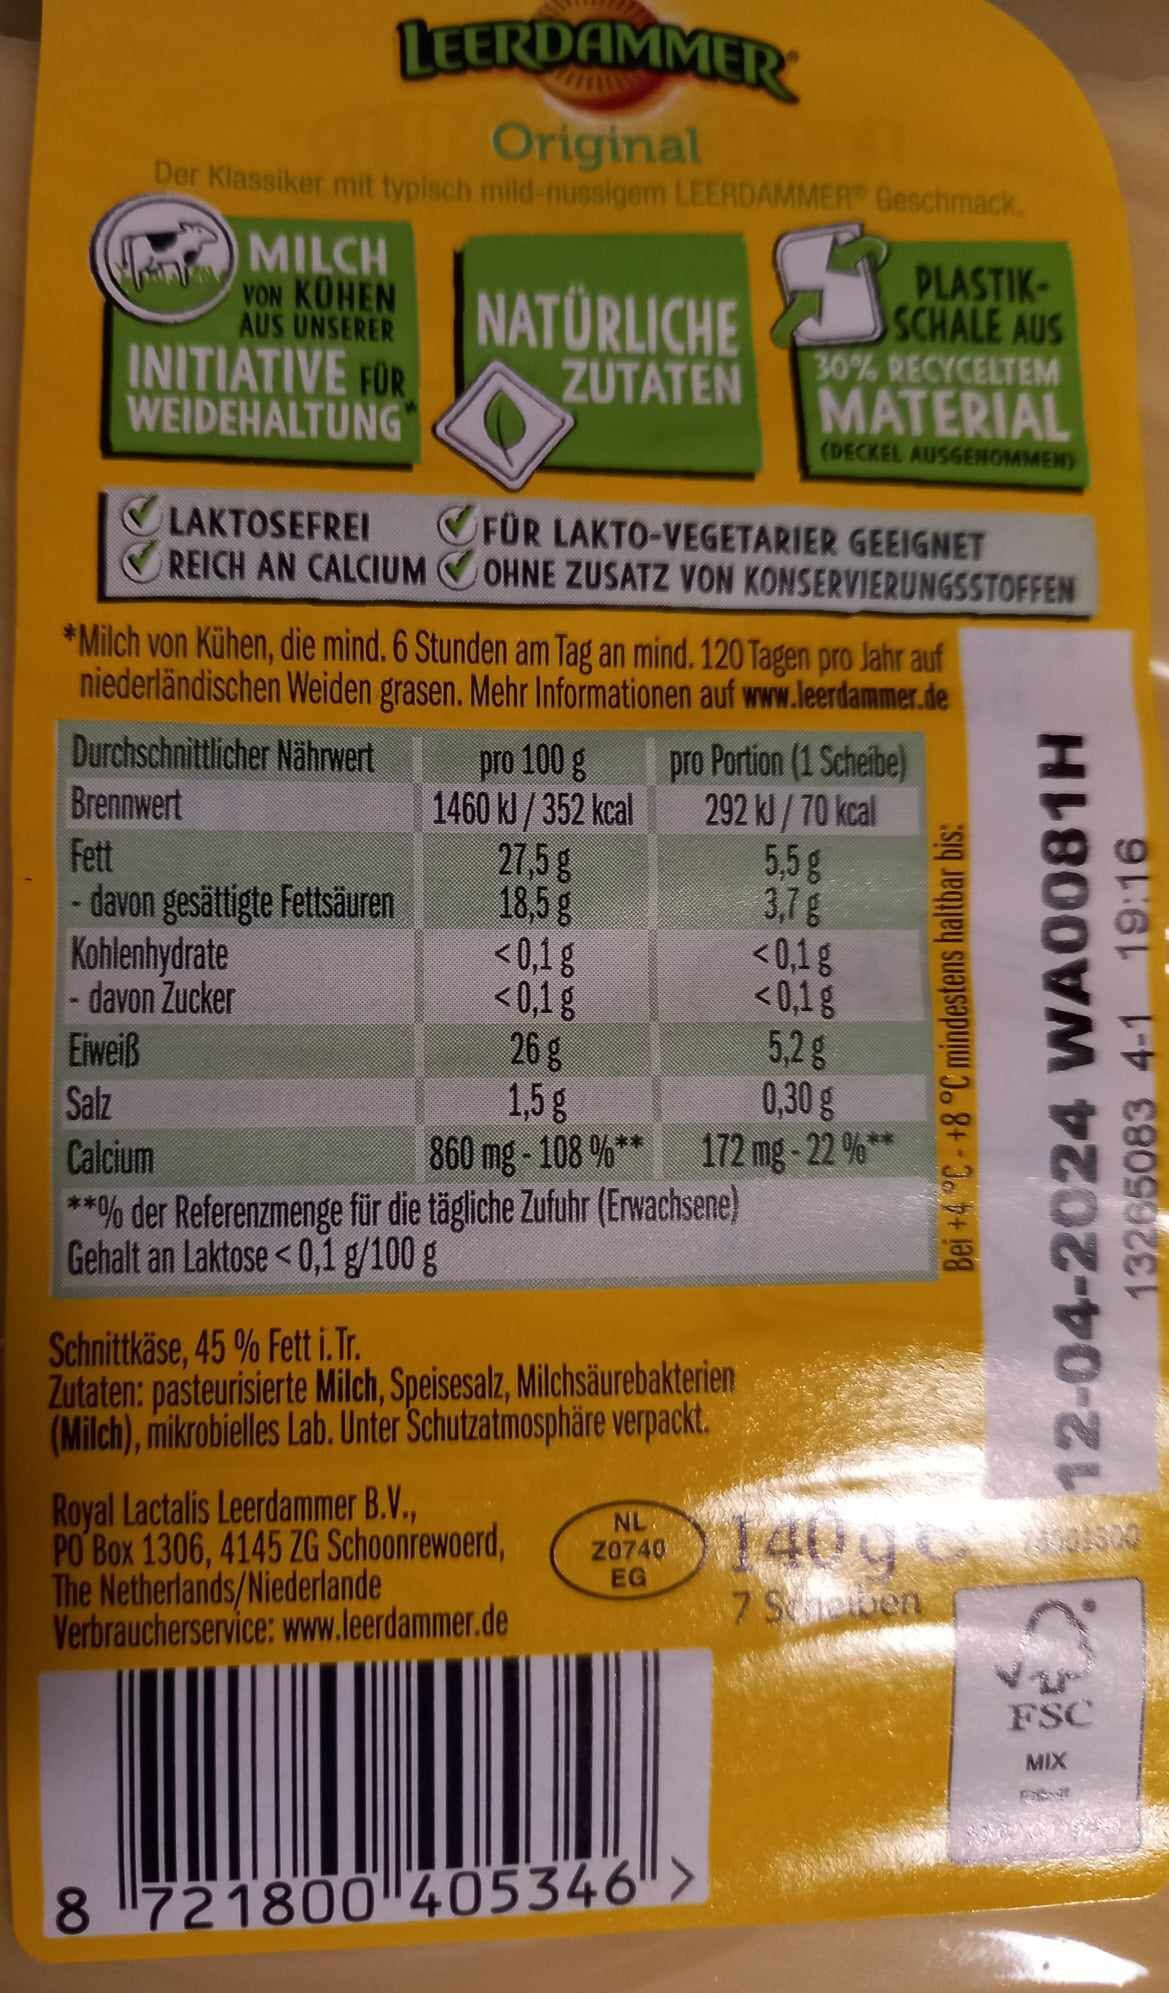 LEERDAMMER®
Original
Der Klassiker mit typisch mild-nussigem LEERDAMMER® Geschmack.
MILCH
VON KÜHEN
AUS UNSERER
INITIATIVE FÜR
WEIDEHALTUNG*
NATÜRLICHE
ZUTATEN
PLASTIK-
SCHALE AUS
30% RECYCELTEM
MATERIAL
(DECKEL AUSGENOMMEN)
LAKTOSEFREI FÜR LAKTO-VEGETARIER GEEIGNET
REICH AN CALCIUM OHNE ZUSATZ VON KONSERVIERUNGSSTOFFEN
*Milch von Kühen, die mind. 6 Stunden am Tag an mind. 120 Tagen pro Jahr auf
niederländischen Weiden grasen. Mehr Informationen auf www.leerdammer.de
Durchschnittlicher Nährwert pro 100 g pro Portion (1 Scheibe)
Brennwert 1460 kJ / 352 kcal 292 kJ / 70 kcal
Fett 27,5 g 5,5 g
- davon gesättigte Fettsäuren 18,5 g 3,7 g
Kohlenhydrate <0,1 g <0,1 g
- davon Zucker <0,1 g <0,1 g
Eiweiß 26 g 5,2 g
Salz 1,5 g 0,30 g
Calcium 860 mg - 108 %** 172 mg - 22 %**
**% der Referenzmenge für die tägliche Zufuhr (Erwachsene)
Gehalt an Laktose < 0,1 g/100 g
Bei +4 °C - +8 °C mindestens haltbar bis:
12-04-2024 WA0081H
13265083 4-1 19:16
Schnittkäse, 45 % Fett i. Tr.
Zutaten: pasteurisierte Milch, Speisesalz, Milchsäurebakterien
(Milch), mikrobielles Lab. Unter Schutzatmosphäre verpackt.
Royal Lactalis Leerdammer B.V.,
PO Box 1306, 4145 ZG Schoonrewoerd,
The Netherlands/Niederlande
Verbraucherservice: www.leerdammer.de
NL
Z0740
EG
140 g e
7 Scheiben
FSC
MIX
8 721800 405346 >